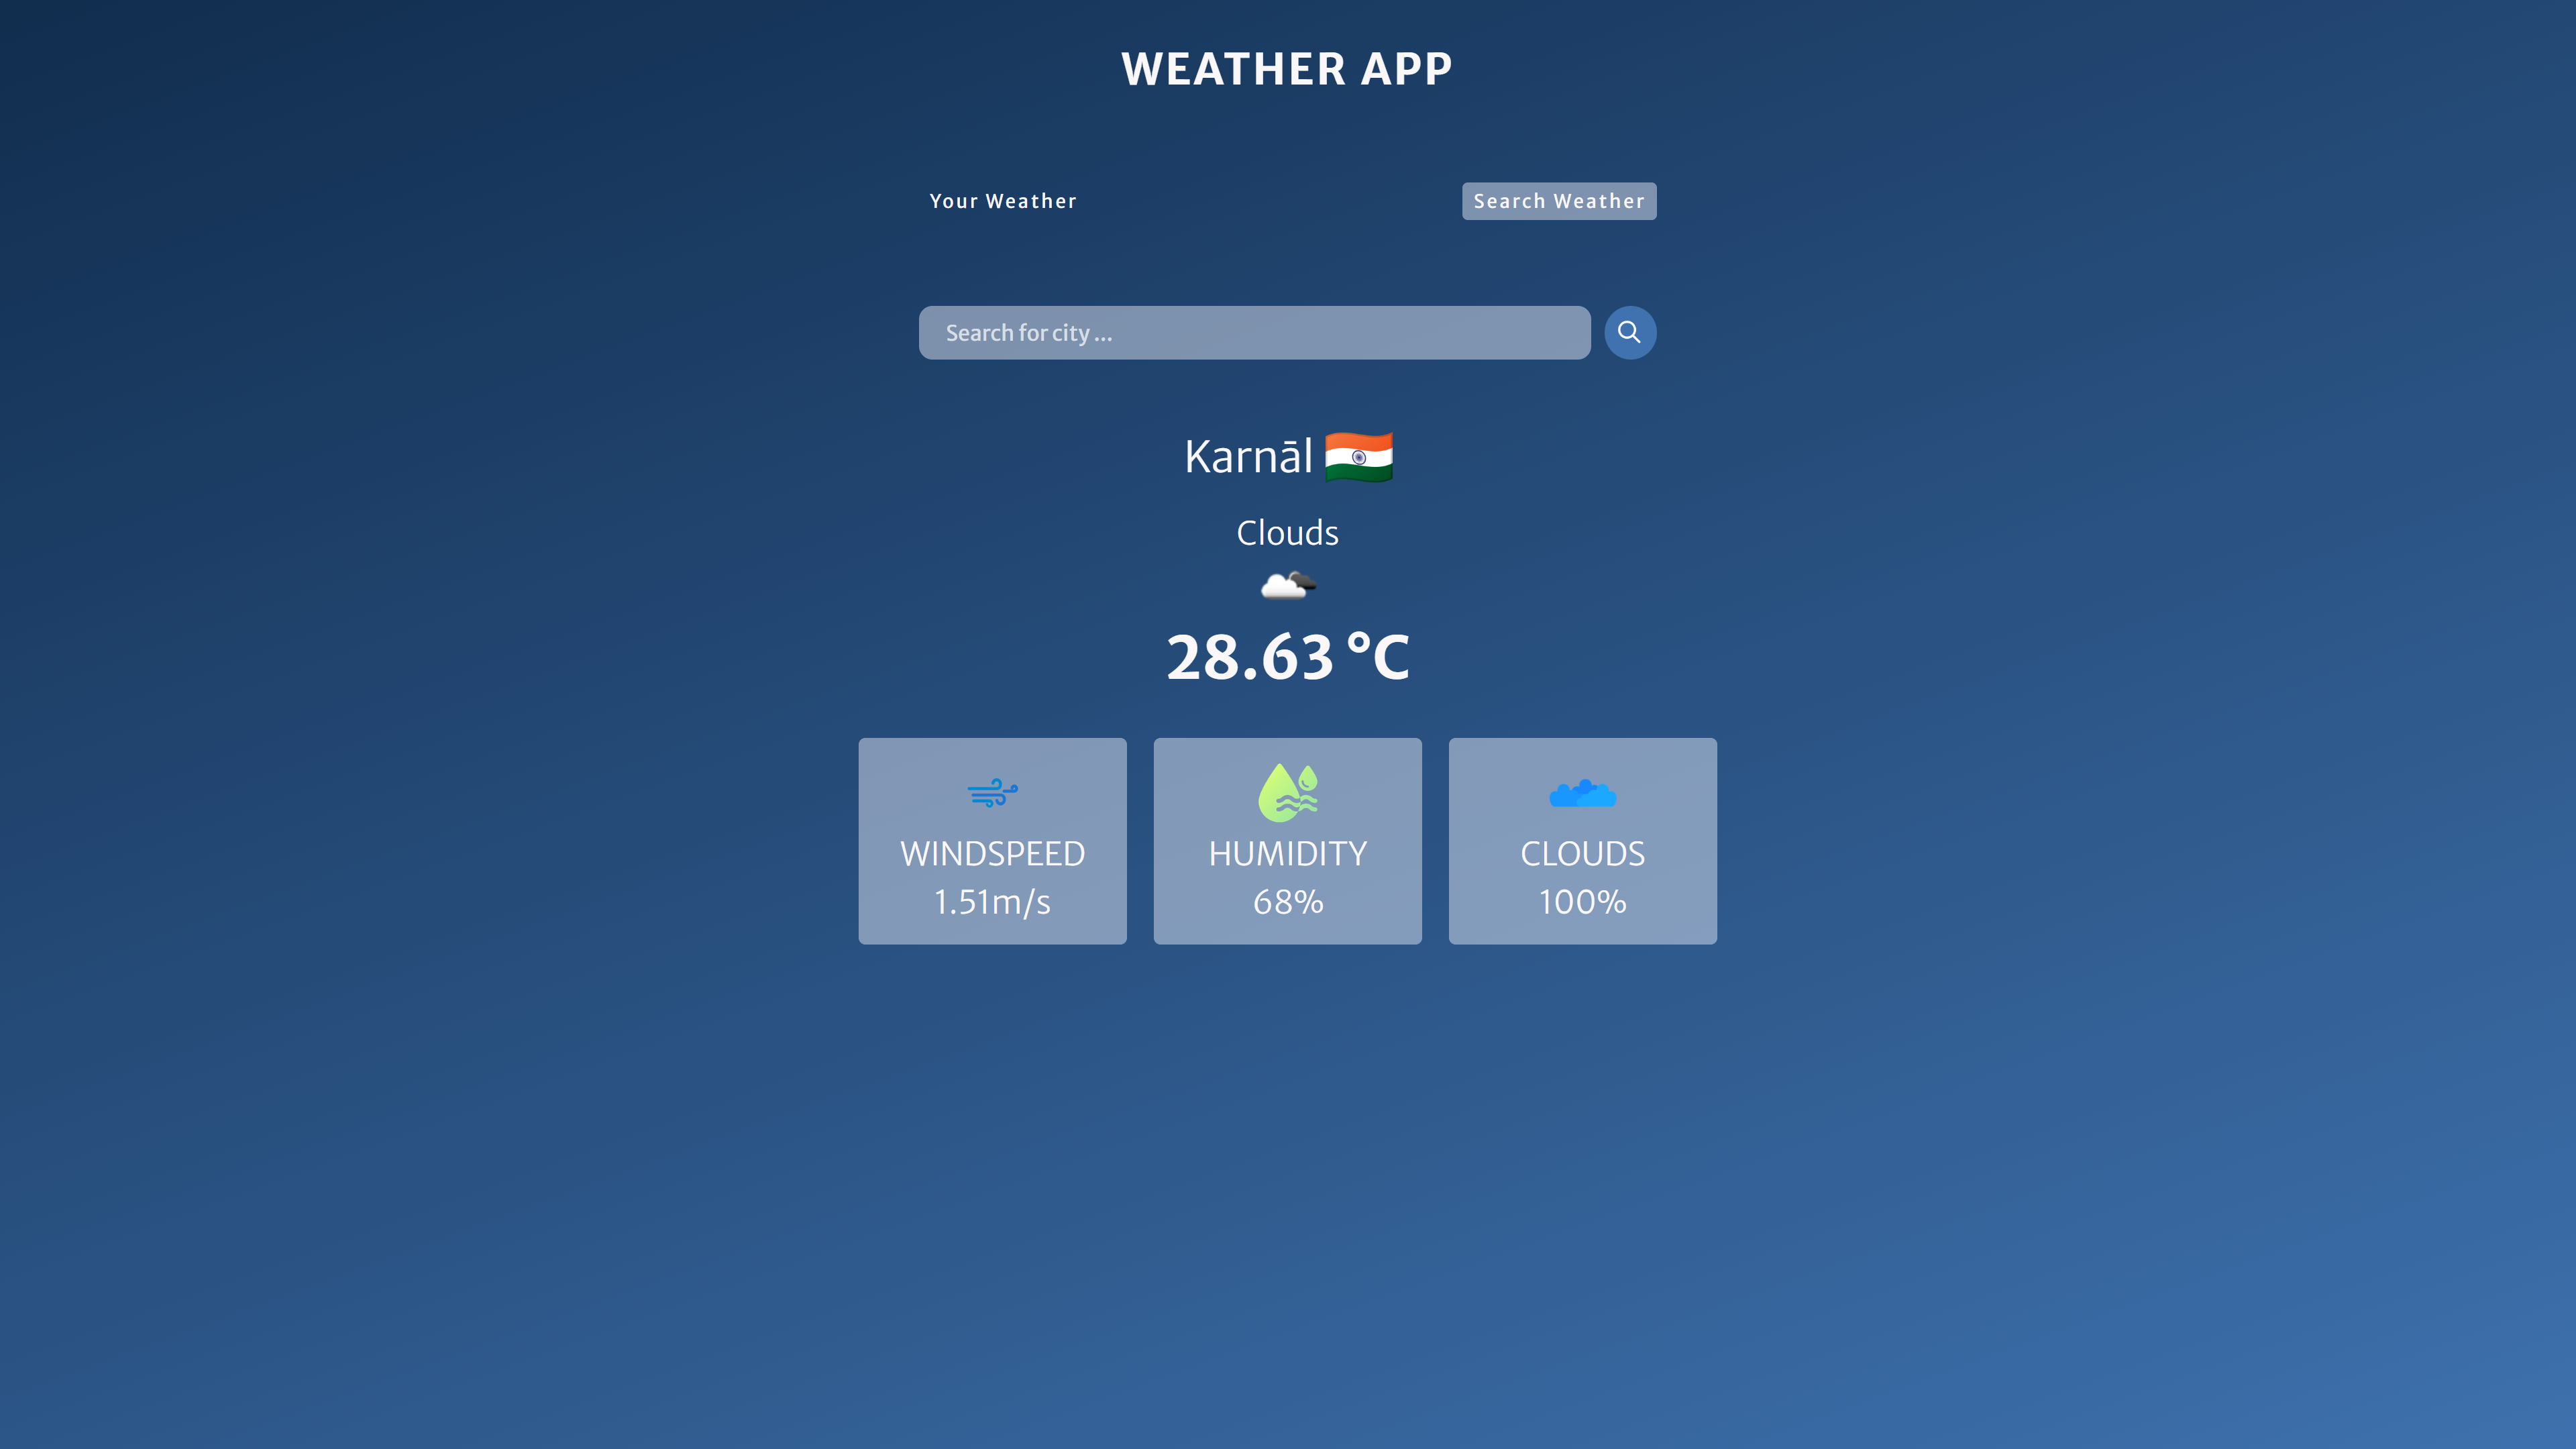 WEATHER APP
Your Weather
Search Weather
Search for city ...
Karnāl
Clouds
28.63 °C
WINDSPEED
1.51m/s
HUMIDITY
68%
CLOUDS
100%